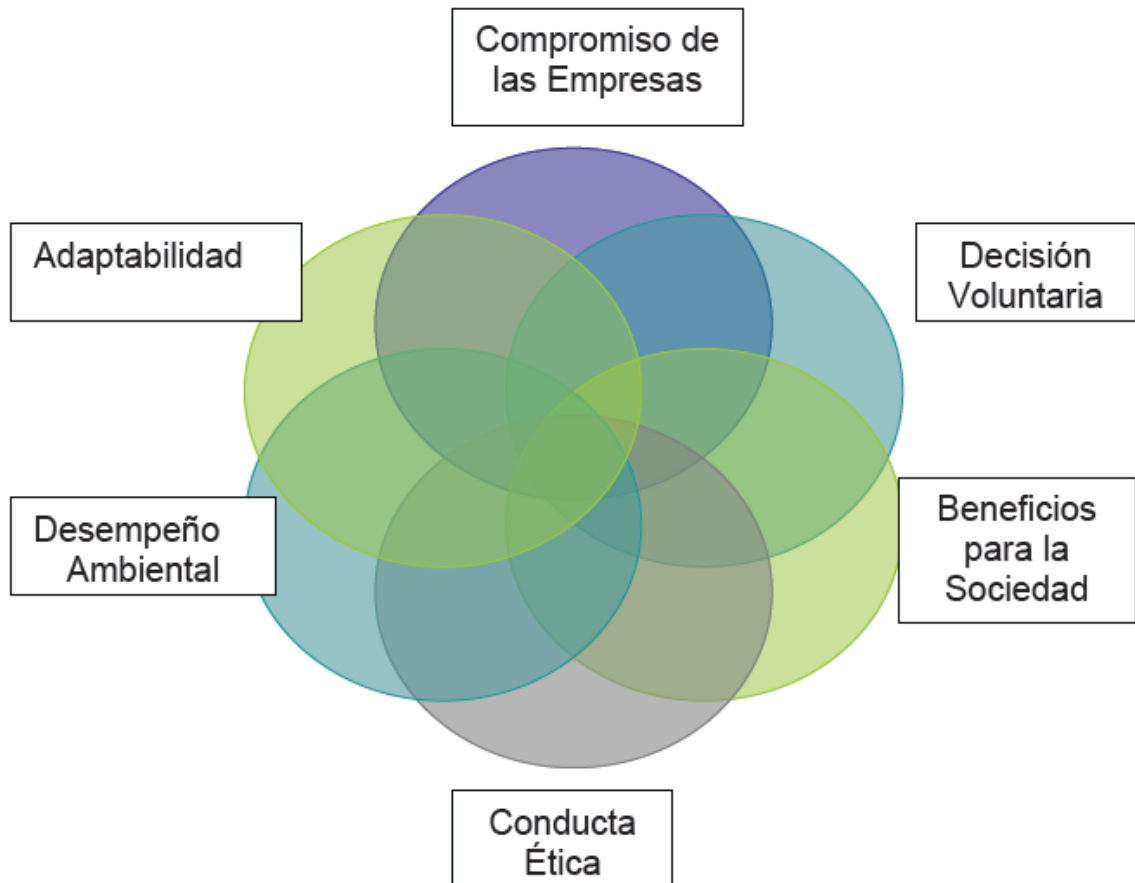 Compromiso de
las Empresas
Adaptabilidad
Decisión
Voluntaria
Desempeño
Ambiental
Beneficios
para la
Sociedad
Conducta
Ética